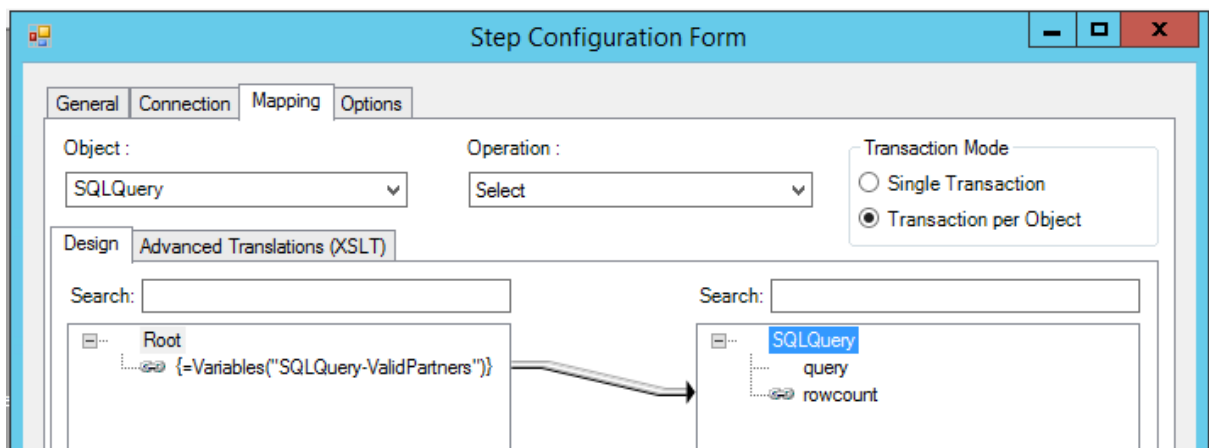 Step Configuration Form
General Connection Mapping Options
Object : Operation : Transaction Mode
SQLQuery Select Single Transaction
Transaction per Object
Design Advanced Translations (XSLT)
Search: Search:
Root SQLQuery
{=Variables("SQLQuery-ValidPartners")} query
rowcount